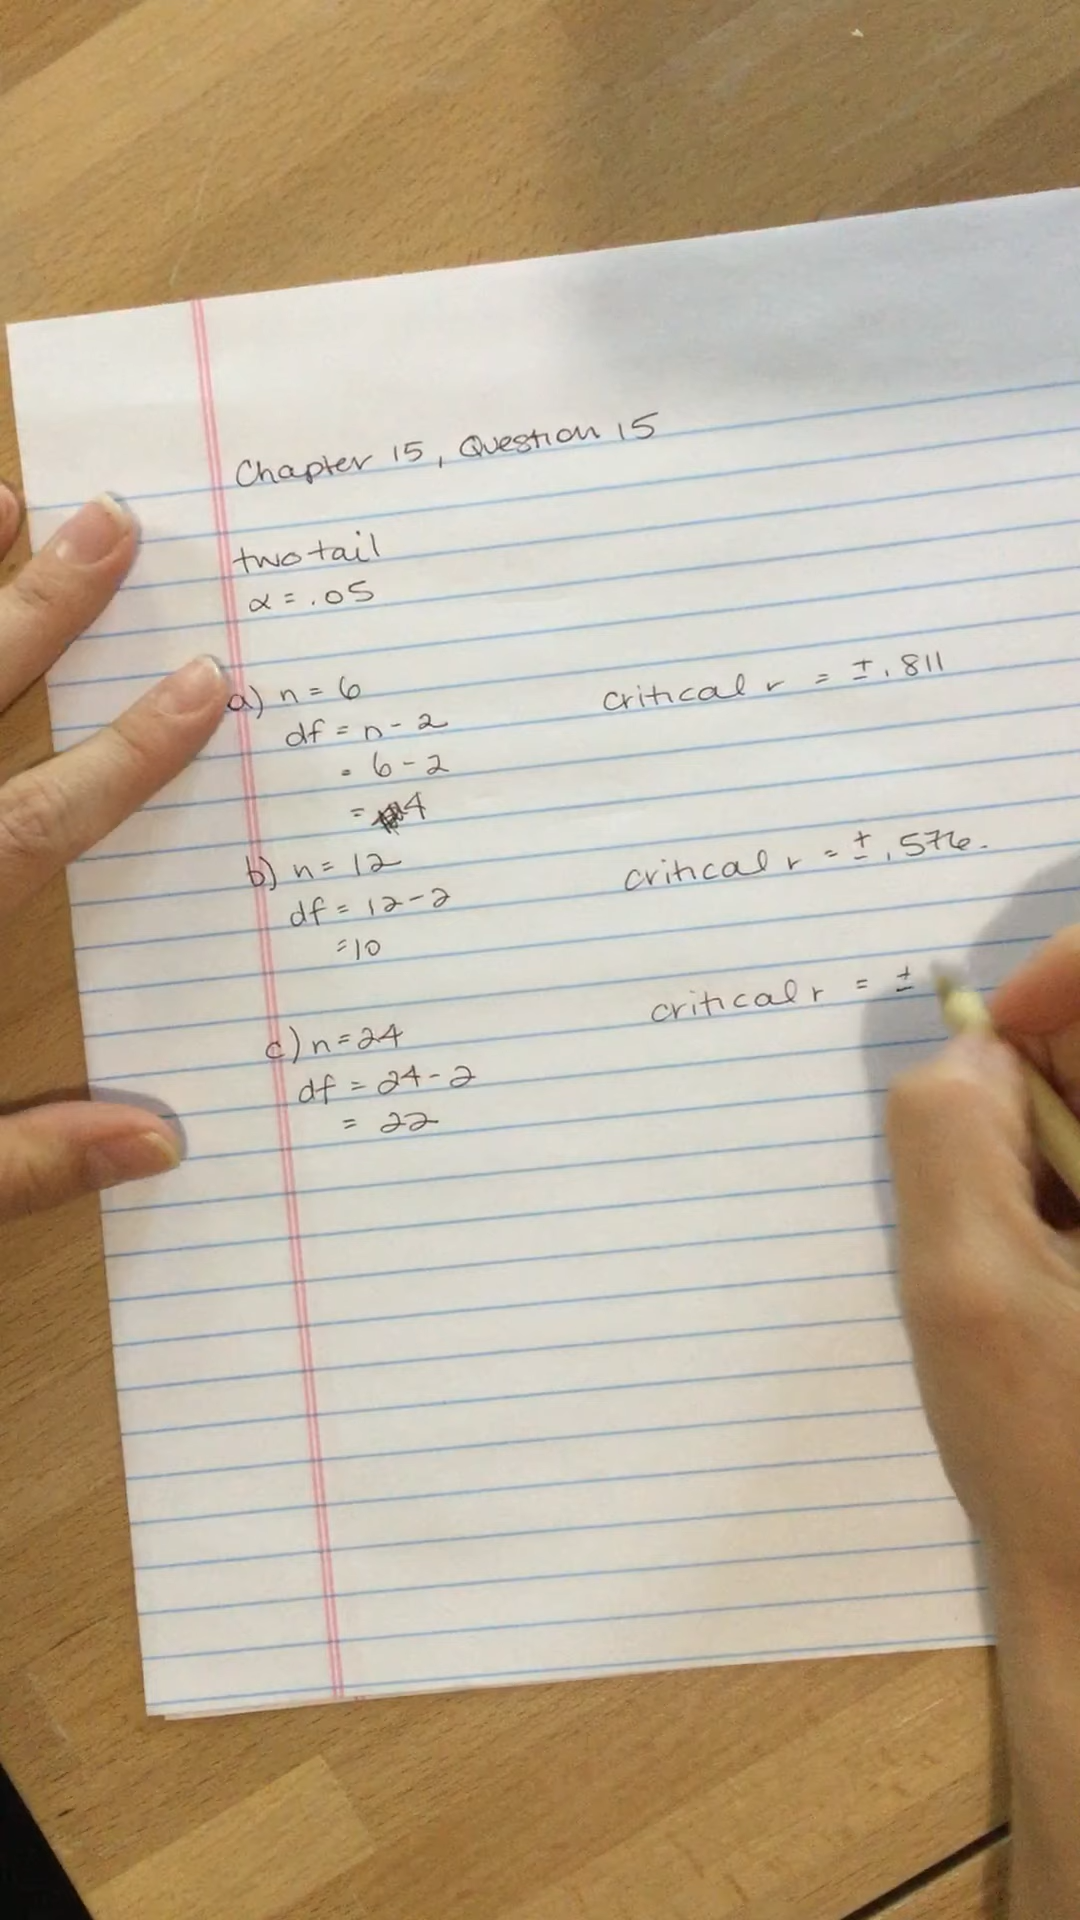 Chapter 15, Question 15
two tail
α = .05
a) n = 6
critical r = ±.811
df = n - 2
= 6 - 2
= 4
b) n = 12
critical r = ±.576.
df = 12 - 2
= 10
critical r = ±
c) n = 24
df = 24 - 2
= 22